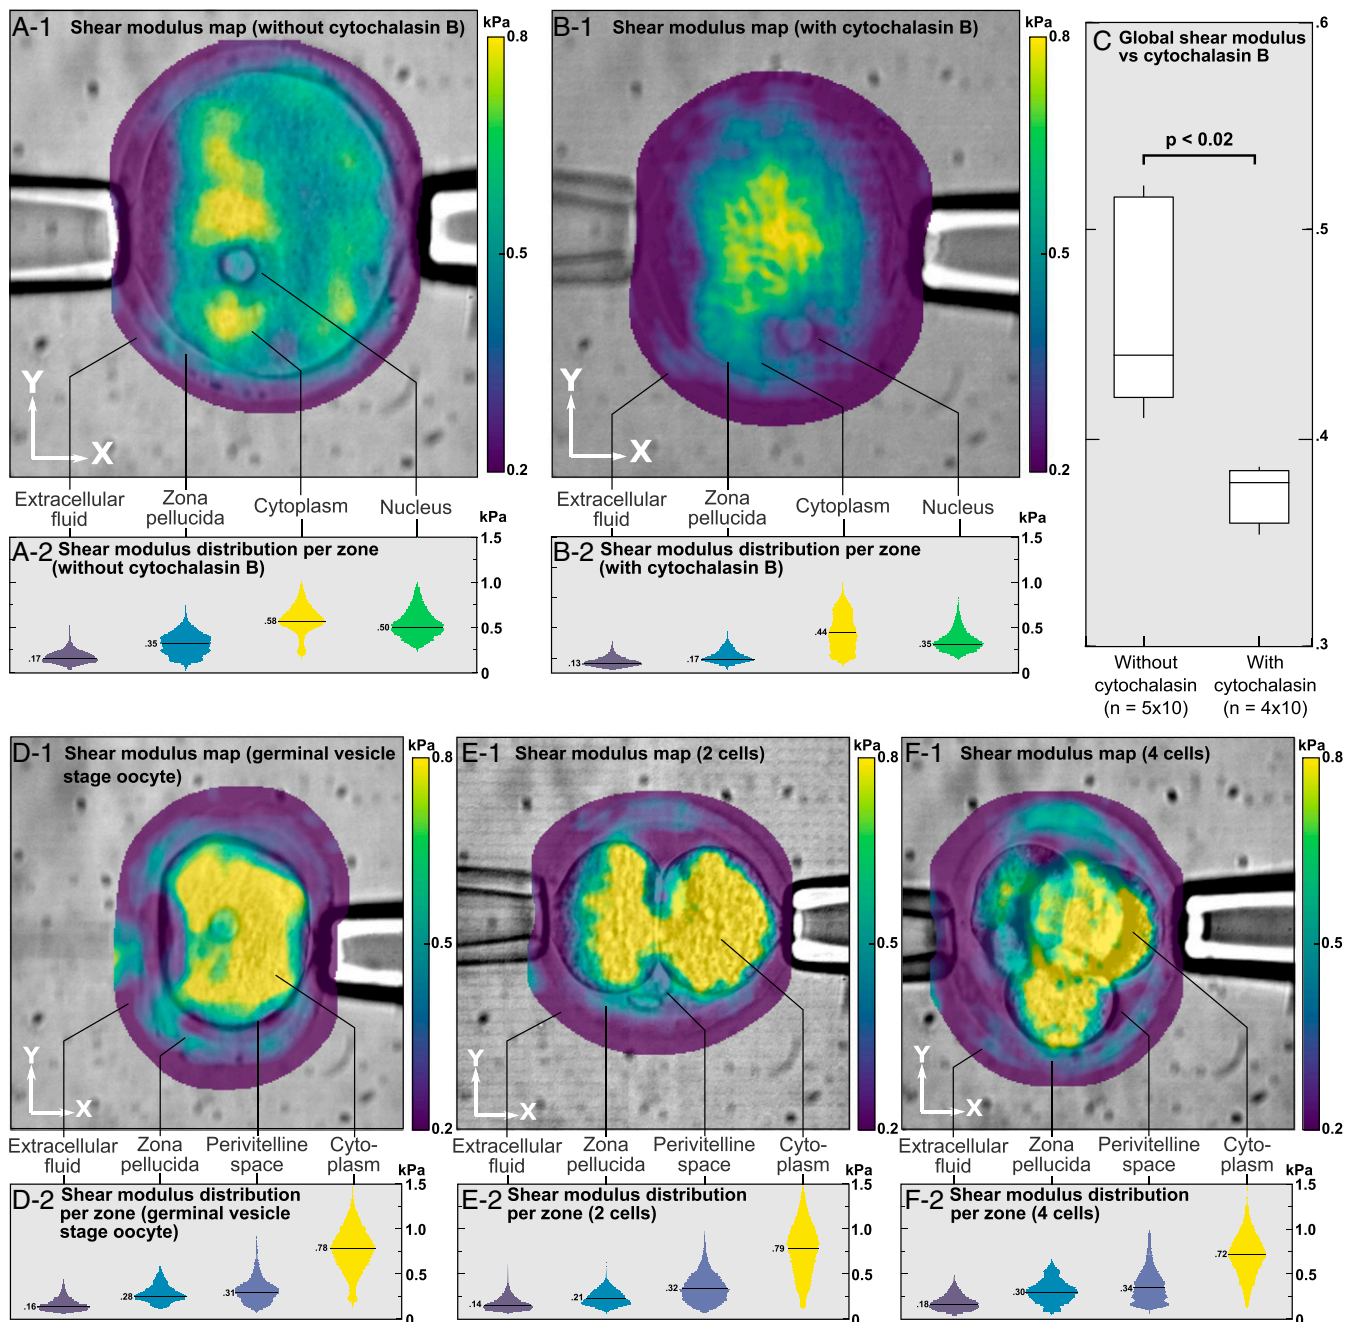 A-1 Shear modulus map (without cytochalasin B)
kPa
0.8
0.5
0.2
Y
X
Extracellular
fluid
Zona
pellucida
Cytoplasm
Nucleus
A-2 Shear modulus distribution per zone
(without cytochalasin B)
kPa
1.5
1.0
0.5
0
.17
.35
.58
.50
B-1 Shear modulus map (with cytochalasin B)
kPa
0.8
0.5
0.2
Y
X
Extracellular
fluid
Zona
pellucida
Cytoplasm
Nucleus
B-2 Shear modulus distribution per zone
(with cytochalasin B)
kPa
1.5
1.0
0.5
0
.13
.17
.44
.35
C Global shear modulus
vs cytochalasin B
p < 0.02
.6
.5
.4
.3
Without
cytochalasin
(n = 5x10)
With
cytochalasin
(n = 4x10)
D-1 Shear modulus map (germinal vesicle
stage oocyte)
kPa
0.8
0.5
0.2
Y
X
Extracellular
fluid
Zona
pellucida
Perivitelline
space
Cyto-
plasm
D-2 Shear modulus distribution
per zone (germinal vesicle
stage oocyte)
kPa
1.5
1.0
0.5
0
.16
.28
.31
.78
E-1 Shear modulus map (2 cells)
kPa
0.8
0.5
0.2
Y
X
Extracellular
fluid
Zona
pellucida
Perivitelline
space
Cyto-
plasm
E-2 Shear modulus distribution
per zone (2 cells)
kPa
1.5
1.0
0.5
0
.14
.21
.32
.79
F-1 Shear modulus map (4 cells)
kPa
0.8
0.5
0.2
Y
X
Extracellular
fluid
Zona
pellucida
Perivitelline
space
Cyto-
plasm
F-2 Shear modulus distribution
per zone (4 cells)
kPa
1.5
1.0
0.5
0
.18
.30
.34
.72